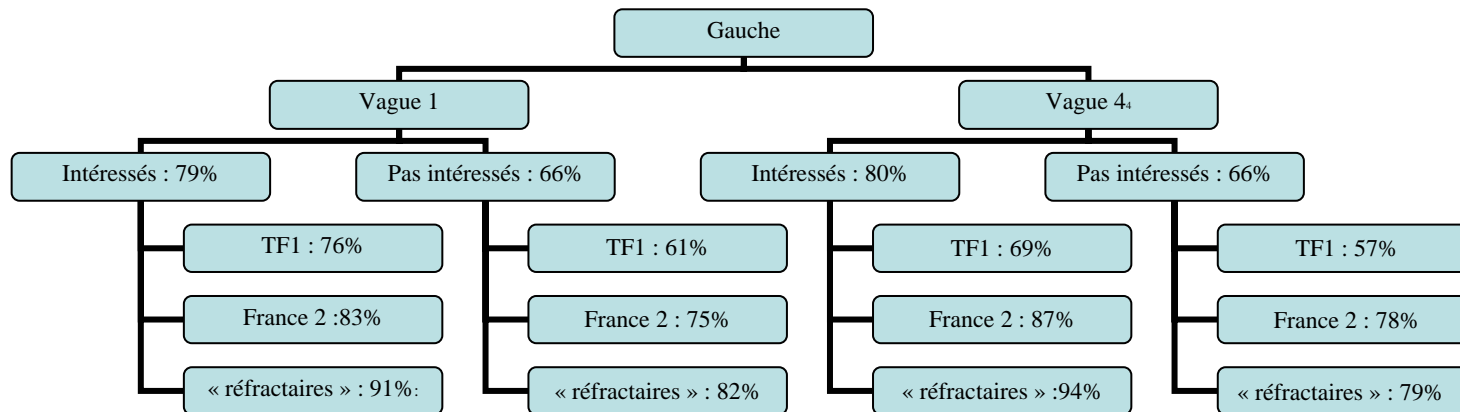 Gauche
Vague 1
Vague 4₄
Intéressés : 79%
Pas intéressés : 66%
Intéressés : 80%
Pas intéressés : 66%
TF1 : 76%
TF1 : 61%
TF1 : 69%
TF1 : 57%
France 2 :83%
France 2 : 75%
France 2 : 87%
France 2 : 78%
« réfractaires » : 91%:
« réfractaires » : 82%
« réfractaires » :94%
« réfractaires » : 79%